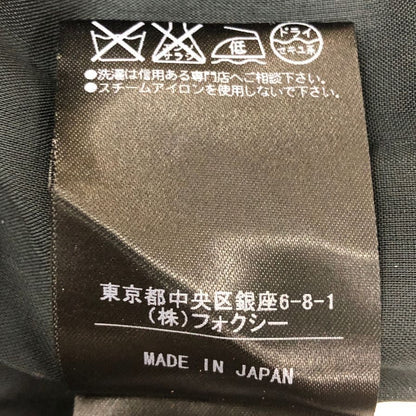 低
ドライ
セキユ系
●洗濯は信用ある専門店へご相談下さい。
●スチームアイロンを使用しないで下さい。
東京都中央区銀座6-8-1
(株)フォクシー
MADE IN JAPAN